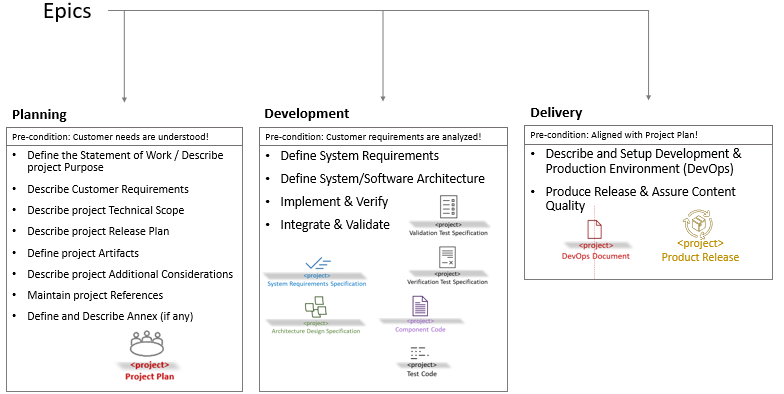 Epics
Planning
Pre-condition: Customer needs are understood!
• Define the Statement of Work / Describe
project Purpose
• Describe Customer Requirements
• Describe project Technical Scope
• Describe project Release Plan
• Define project Artifacts
• Describe project Additional Considerations
• Maintain project References
• Define and Describe Annex (if any)
<project>
Project Plan
Development
Pre-condition: Customer requirements are analyzed!
• Define System Requirements
• Define System/Software Architecture
• Implement & Verify
• Integrate & Validate
<project>
Validation Test Specification
<project>
System Requirements Specification
<project>
Verification Test Specification
<project>
Architecture Design Specification
<project>
Component Code
<project>
Test Code
Delivery
Pre-condition: Aligned with Project Plan!
• Describe and Setup Development &
Production Environment (DevOps)
• Produce Release & Assure Content
Quality
<project>
DevOps Document
<project>
Product Release